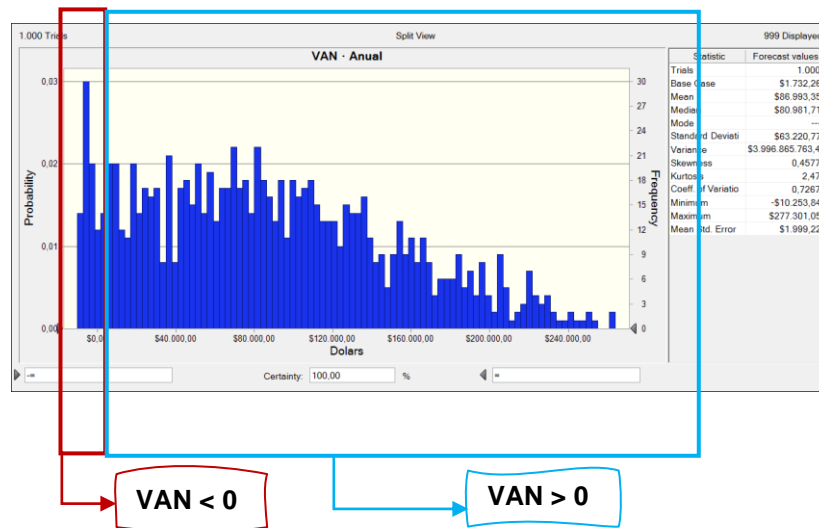 1.000 Trials
Split View
999 Displayed
VAN · Anual
Statistic Forecast values
Trials 1.000
Base Case $1.732,26
Mean $86.993,35
Median $80.981,71
Mode ---
Standard Deviati $63.220,77
Variance $3.996.865.763,4
Skewness 0,4577
Kurtosis 2,47
Coeff. of Variatio 0,7267
Minimum -$10.253,84
Maximum $277.301,05
Mean Std. Error $1.999,22
Probability
0,03
0,02
0,01
0,00
Frequency
30
27
24
21
18
15
12
9
6
3
0
$0,00 $40.000,00 $80.000,00 $120.000,00 $160.000,00 $200.000,00 $240.000,00
Dolars
-∞ Certainty: 100,00 % ∞
VAN < 0
VAN > 0